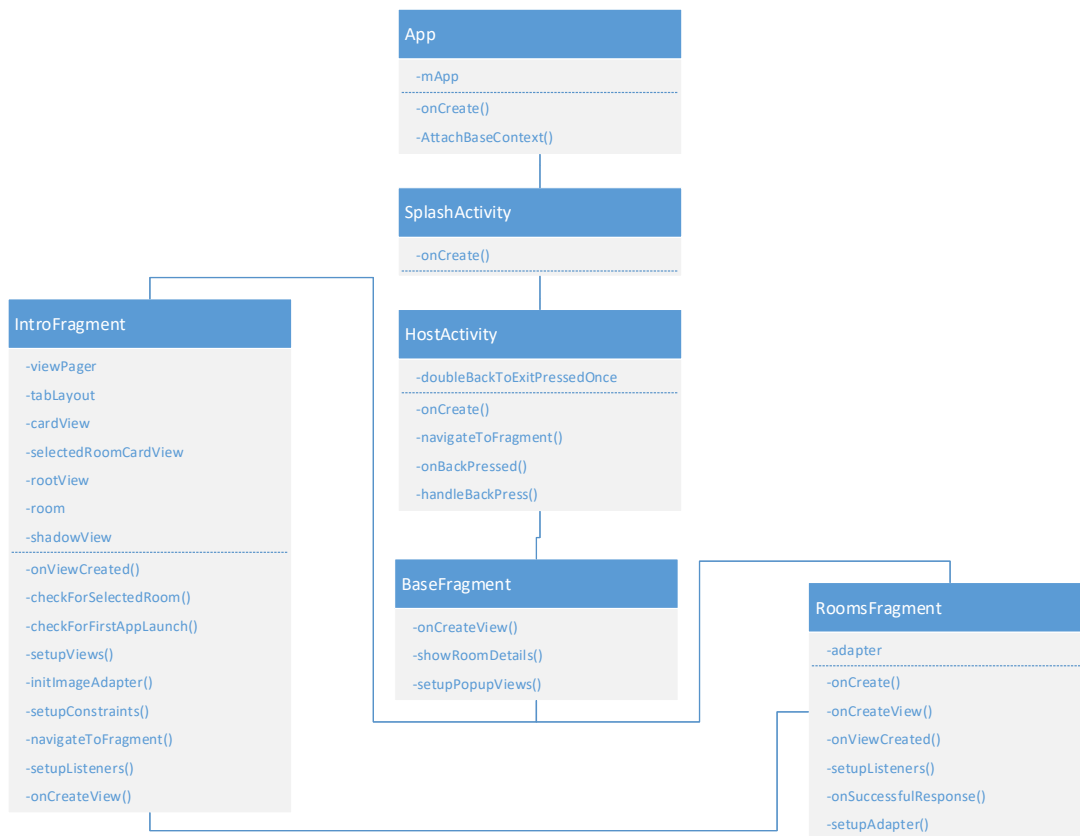 App
-mApp
-onCreate()
-AttachBaseContext()
SplashActivity
-onCreate()
IntroFragment
-viewPager
-tabLayout
-cardView
-selectedRoomCardView
-rootView
-room
-shadowView
-onViewCreated()
-checkForSelectedRoom()
-checkForFirstAppLaunch()
-setupViews()
-initImageAdapter()
-setupConstraints()
-navigateToFragment()
-setupListeners()
-onCreateView()
HostActivity
-doubleBackToExitPressedOnce
-onCreate()
-navigateToFragment()
-onBackPressed()
-handleBackPress()
BaseFragment
-onCreateView()
-showRoomDetails()
-setupPopupViews()
RoomsFragment
-adapter
-onCreate()
-onCreateView()
-onViewCreated()
-setupListeners()
-onSuccessfulResponse()
-setupAdapter()